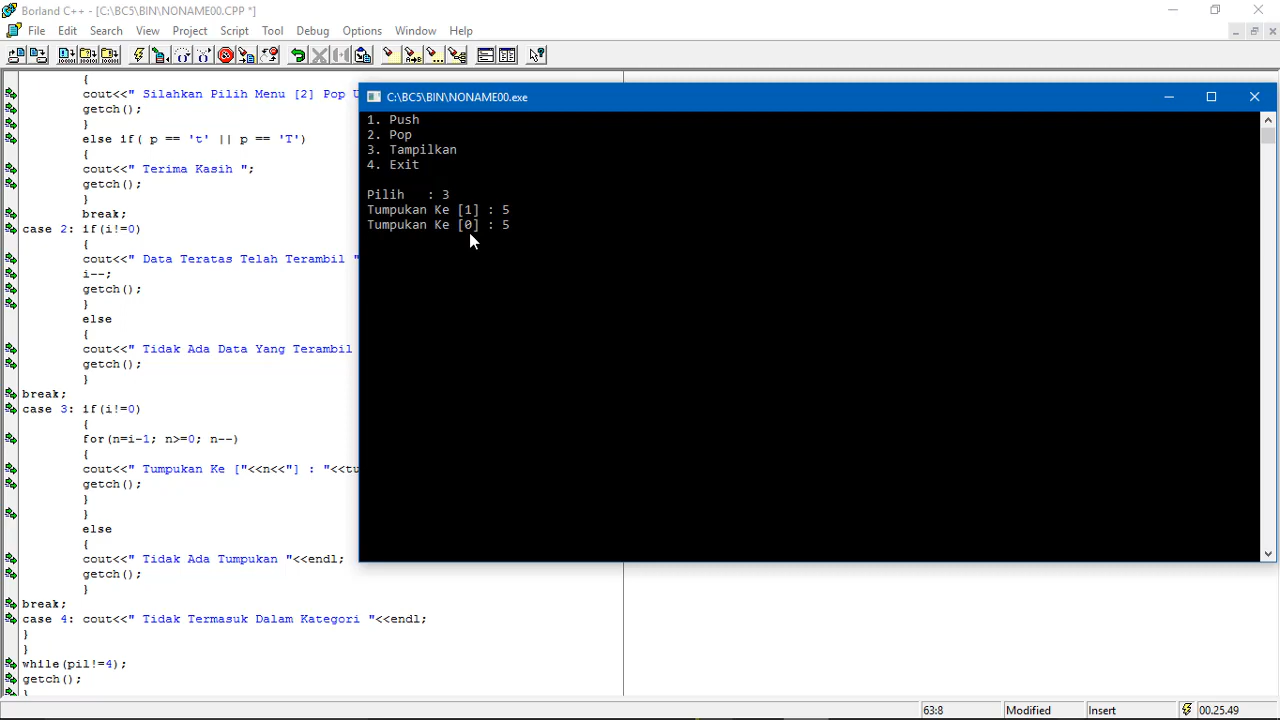 Borland C++ - [C:\BC5\BIN\NONAME00.CPP *]
File Edit Search View Project Script Tool Debug Options Window Help
{
cout<<" Silahkan Pilih Menu [2] Pop U
getch();
}
else if( p == 't' || p == 'T')
{
cout<<" Terima Kasih ";
getch();
}
break;
case 2: if(i!=0)
{
cout<<" Data Teratas Telah Terambil "
i--;
getch();
}
else
{
cout<<" Tidak Ada Data Yang Terambil
getch();
}
break;
case 3: if(i!=0)
{
for(n=i-1; n>=0; n--)
{
cout<<" Tumpukan Ke ["<<n<<"] : "<<tu
getch();
}
}
else
{
cout<<" Tidak Ada Tumpukan "<<endl;
getch();
}
break;
case 4: cout<<" Tidak Termasuk Dalam Kategori "<<endl;
}
}
while(pil!=4);
getch();
}
C:\BC5\BIN\NONAME00.exe
1. Push
2. Pop
3. Tampilkan
4. Exit
Pilih : 3
Tumpukan Ke [1] : 5
Tumpukan Ke [0] : 5
63:8 Modified Insert 00.25.49